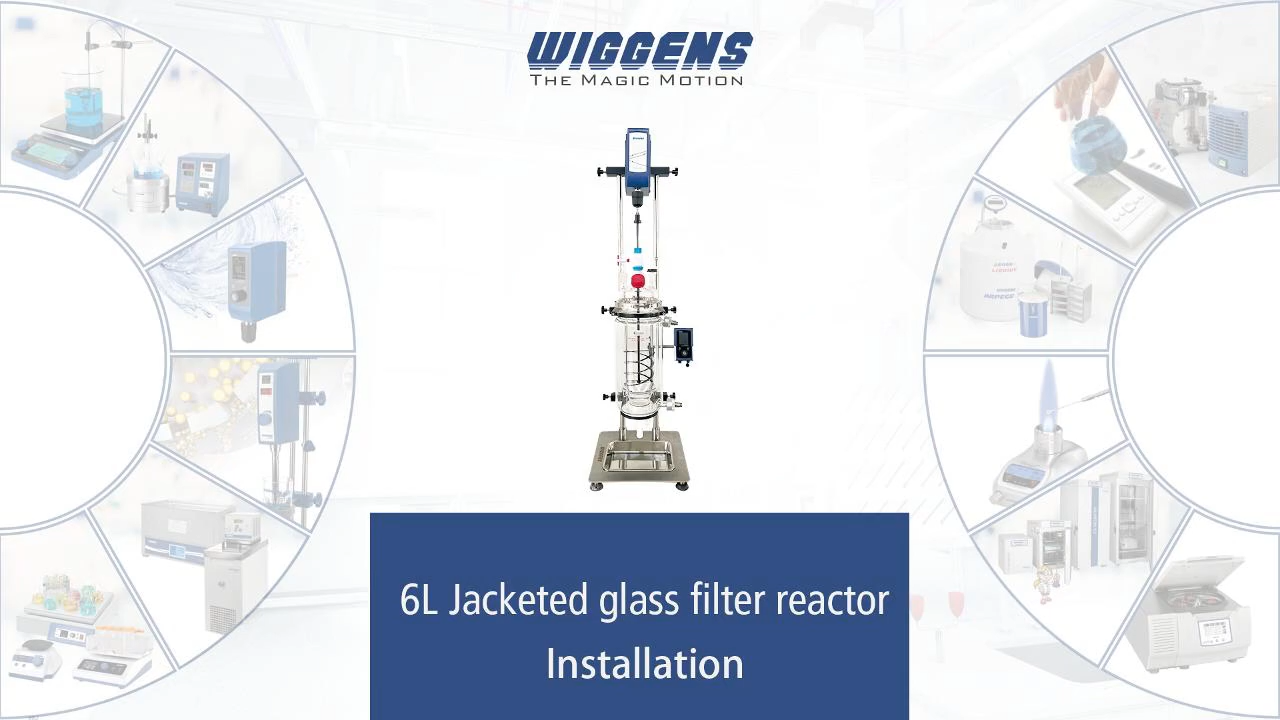 WIGGENS
THE MAGIC MOTION
6L Jacketed glass filter reactor
Installation